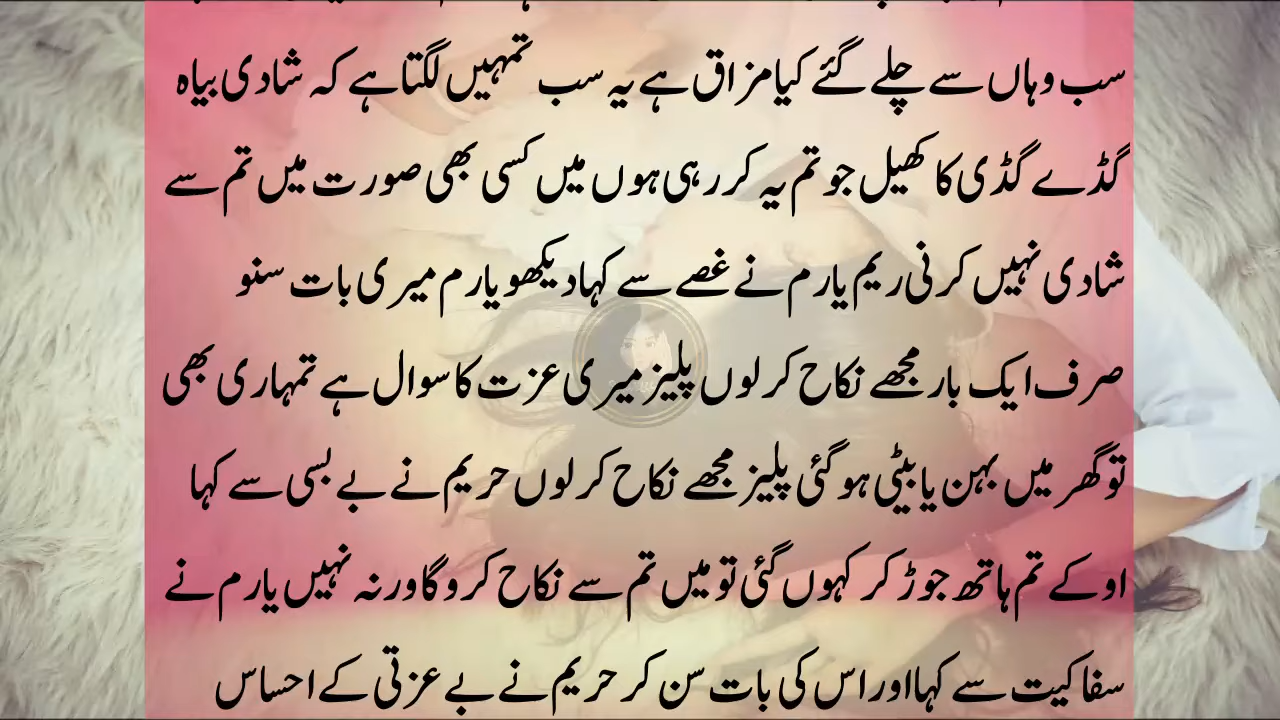 سب وہاں سے چلے گئے کیا مزاق ہے یہ سب تمہیں لگتا ہے کہ شادی بیاہ
گڈے گڈی کا کھیل جو تم یہ کر رہی ہوں میں کسی بھی صورت میں تم سے
شادی نہیں کرنی ریم یارم نے غصے سے کہا دیکھو یارم میری بات سنو
صرف ایک بار مجھے نکاح کر لوں پلیز میری عزت کا سوال ہے تمہاری بھی
تو گھر میں بہن یا بیٹی ہو گئی پلیز مجھے نکاح کر لوں حریم نے بے بسی سے کہا
اوکے تم ہاتھ جوڑ کر کہوں گئی تو میں تم سے نکاح کرو گا ورنہ نہیں یارم نے
سفاکیت سے کہا اور اس کی بات سن کر حریم نے بے عزتی کے احساس